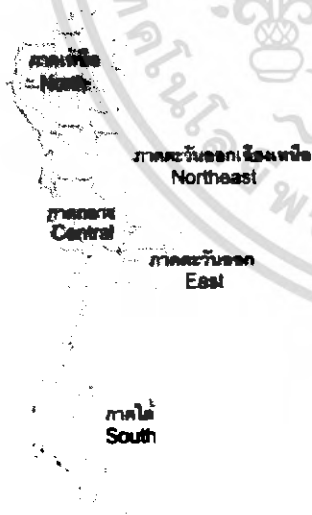 ภาคเหนือ
North
ภาคตะวันออกเฉียงเหนือ
Northeast
ภาคกลาง
Central
ภาคตะวันออก
East
ภาคใต้
South